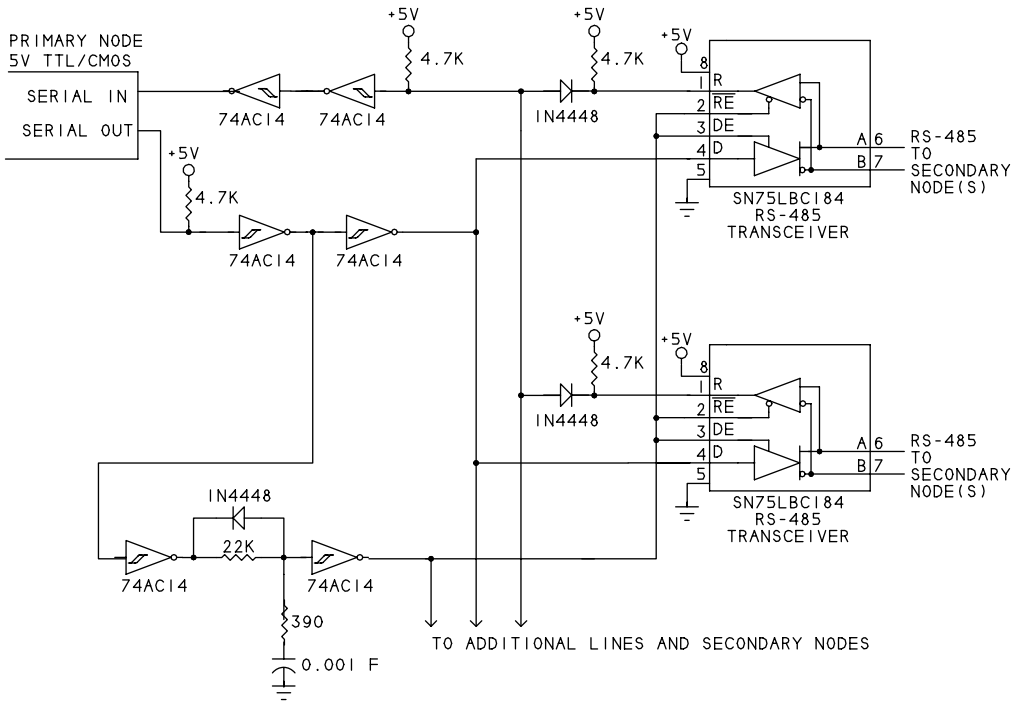 PRIMARY NODE
5V TTL/CMOS
SERIAL IN
SERIAL OUT
+5V
4.7K
74AC14
74AC14
+5V
4.7K
1N4448
+5V
8
1
R
2
RE
3
DE
4
D
5
A
6
B
7
RS-485
TO
SECONDARY
NODE(S)
SN75LBC184
RS-485
TRANSCEIVER
+5V
4.7K
74AC14
74AC14
+5V
4.7K
1N4448
+5V
8
1
R
2
RE
3
DE
4
D
5
A
6
B
7
RS-485
TO
SECONDARY
NODE(S)
SN75LBC184
RS-485
TRANSCEIVER
1N4448
22K
74AC14
74AC14
390
0.001 F
TO ADDITIONAL LINES AND SECONDARY NODES